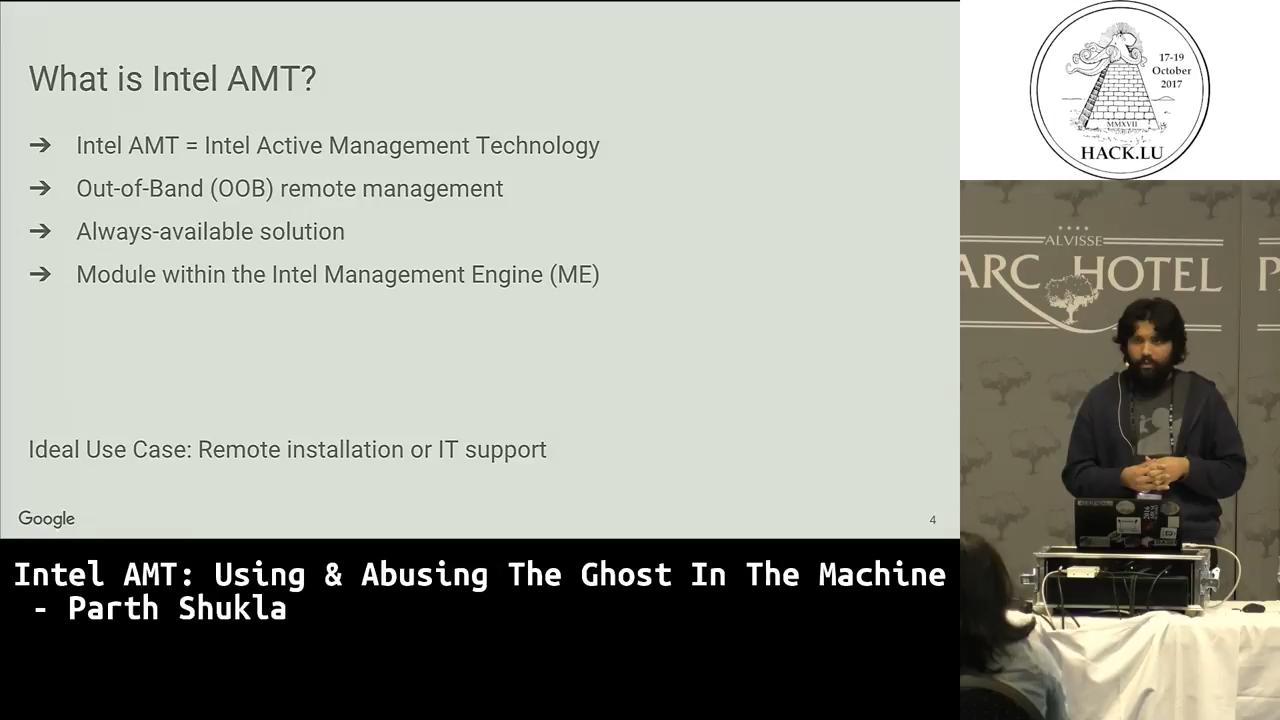 What is Intel AMT?
➔ Intel AMT = Intel Active Management Technology
➔ Out-of-Band (OOB) remote management
➔ Always-available solution
➔ Module within the Intel Management Engine (ME)
Ideal Use Case: Remote installation or IT support
Google
4
Intel AMT: Using & Abusing The Ghost In The Machine
- Parth Shukla
17-19
October
2017
MMXVII
HACK.LU
ALVISSE
PARC HOTEL
P